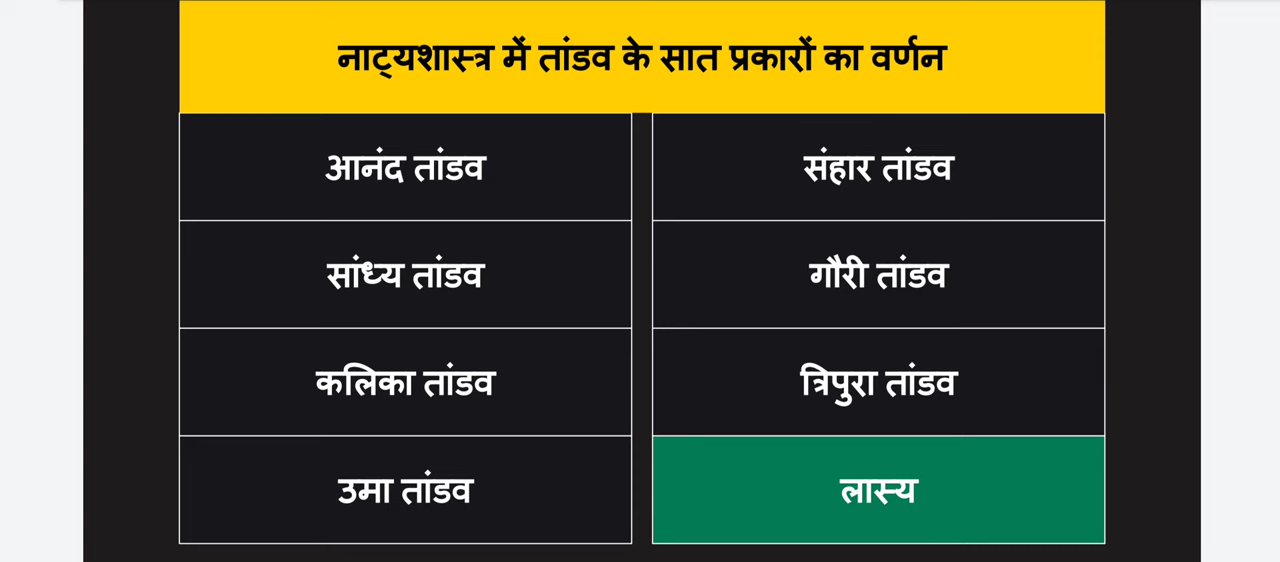 नाट्यशास्त्र में तांडव के सात प्रकारों का वर्णन
आनंद तांडव
संहार तांडव
सांध्य तांडव
गौरी तांडव
कलिका तांडव
त्रिपुरा तांडव
उमा तांडव
लास्य